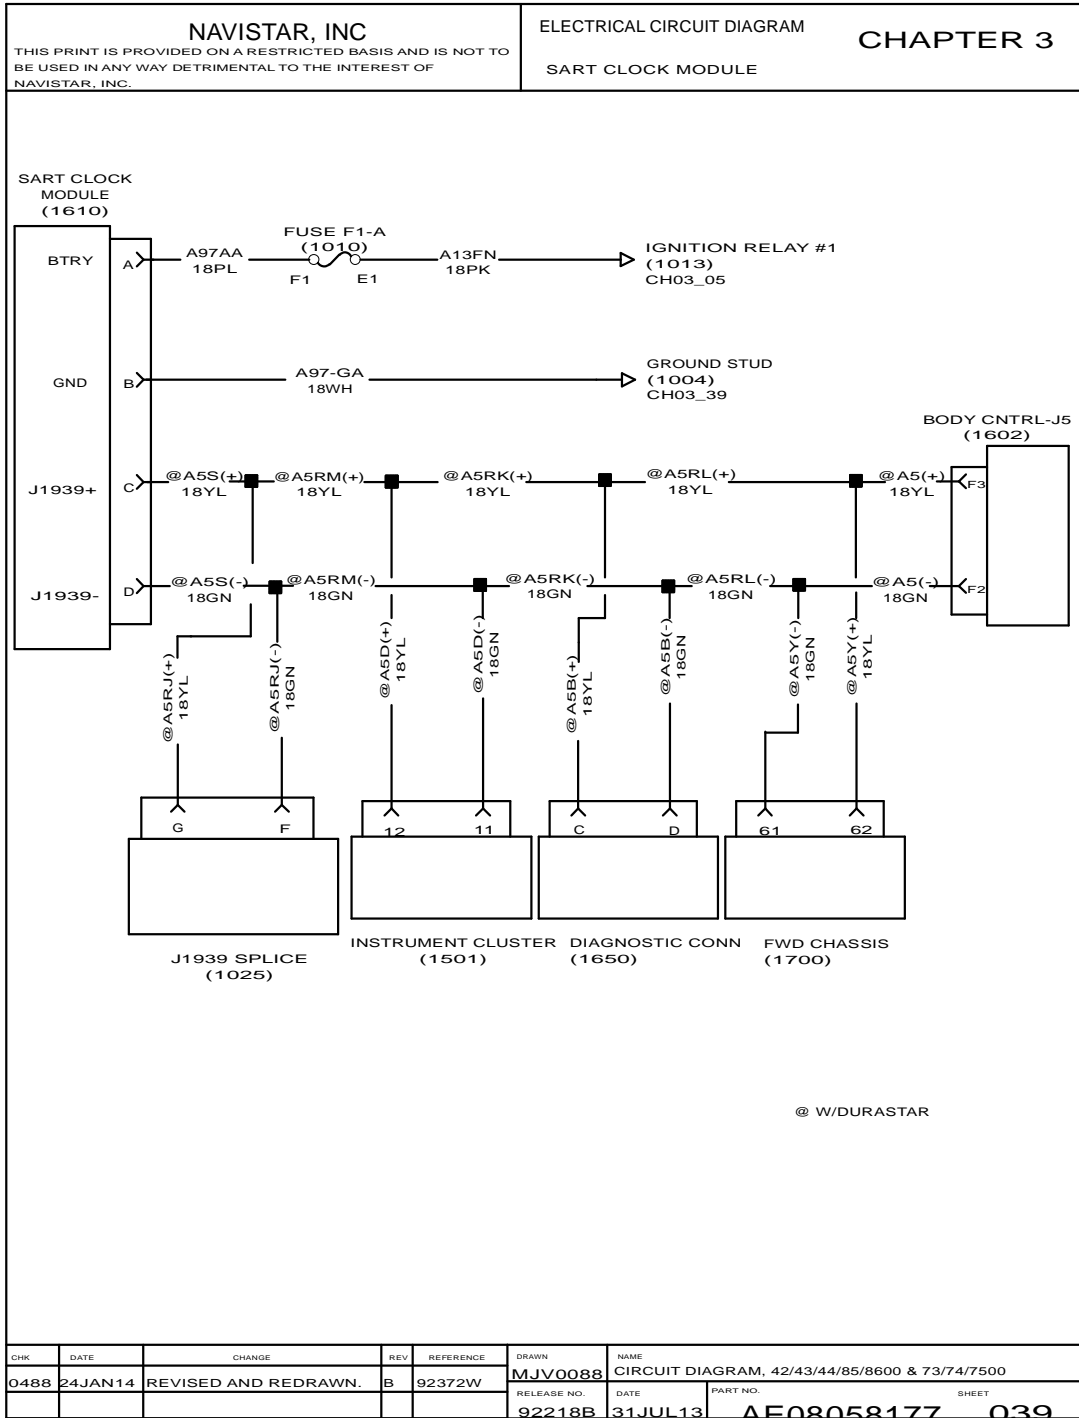 NAVISTAR, INC
THIS PRINT IS PROVIDED ON A RESTRICTED BASIS AND IS NOT TO
BE USED IN ANY WAY DETRIMENTAL TO THE INTEREST OF
NAVISTAR, INC.
ELECTRICAL CIRCUIT DIAGRAM
SART CLOCK MODULE
CHAPTER 3
SART CLOCK
MODULE
(1610)
BTRY
A
A97AA
18PL
FUSE F1-A
(1010)
F1
E1
A13FN
18PK
IGNITION RELAY #1
(1013)
CH03_05
GND
B
A97-GA
18WH
GROUND STUD
(1004)
CH03_39
BODY CNTRL-J5
(1602)
J1939+
C
@A5S(+)
18YL
@A5RM(+)
18YL
@A5RK(+)
18YL
@A5RL(+)
18YL
@A5(+)
18YL
F3
J1939-
D
@A5S(-)
18GN
@A5RM(-)
18GN
@A5RK(-)
18GN
@A5RL(-)
18GN
@A5(-)
18GN
F2
@A5RJ(+)
18YL
@A5RJ(-)
18GN
@A5D(+)
18YL
@A5D(-)
18GN
@A5B(+)
18YL
@A5B(-)
18GN
@A5Y(-)
18GN
@A5Y(+)
18YL
G
F
12
11
C
D
61
62
J1939 SPLICE
(1025)
INSTRUMENT CLUSTER
(1501)
DIAGNOSTIC CONN
(1650)
FWD CHASSIS
(1700)
@ W/DURASTAR
CHK
DATE
CHANGE
REV
REFERENCE
0488
24JAN14
REVISED AND REDRAWN.
B
92372W
DRAWN
MJV0088
NAME
CIRCUIT DIAGRAM, 42/43/44/85/8600 & 73/74/7500
RELEASE NO.
92218B
DATE
31JUL13
PART NO.
AE08058177
SHEET
039